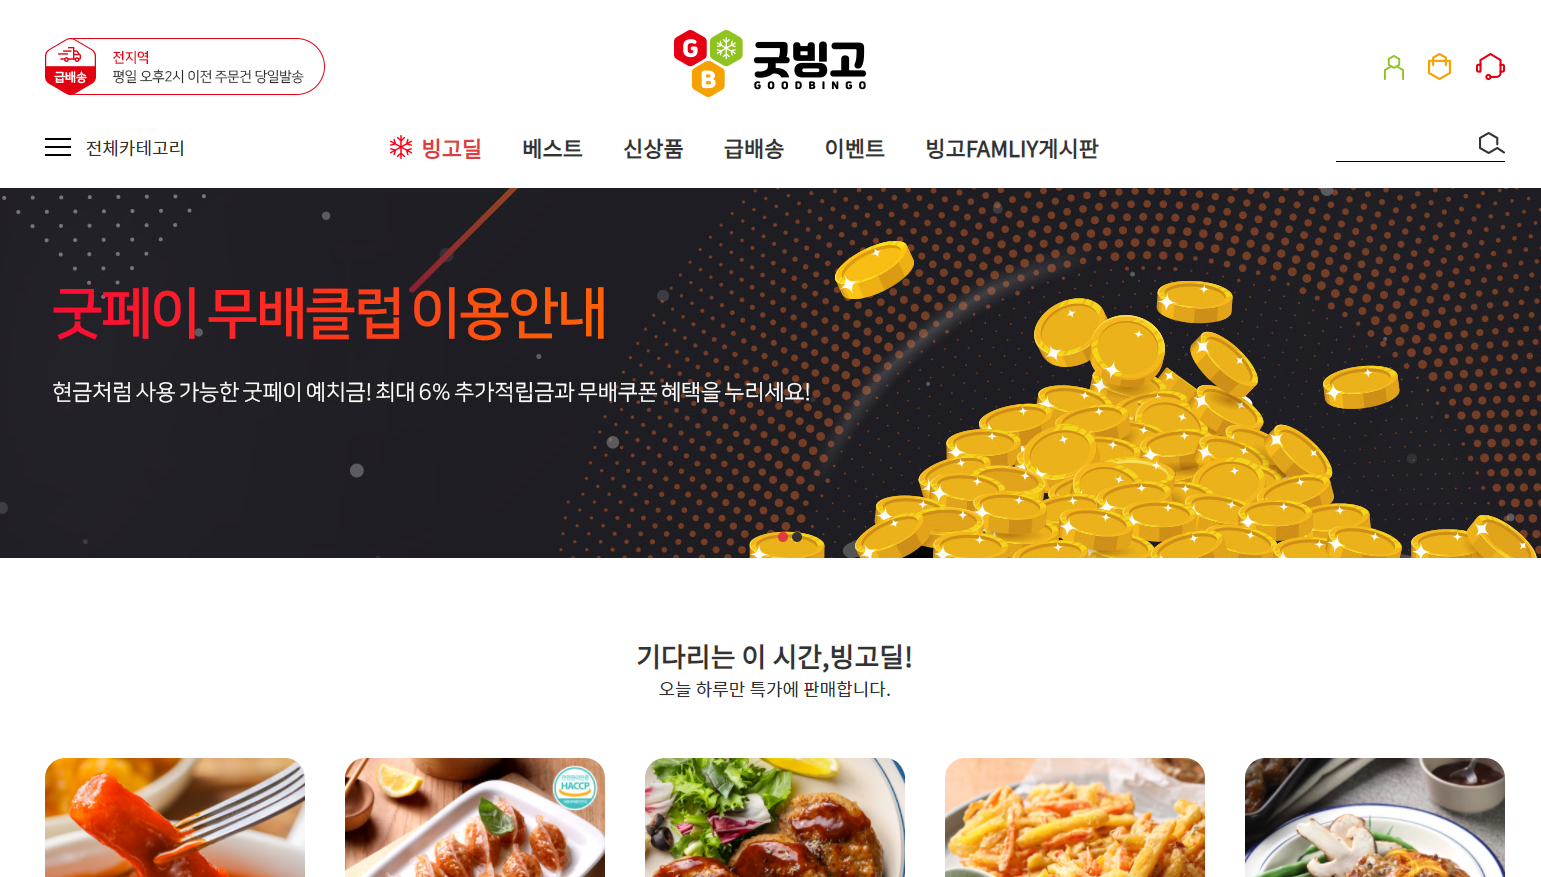 급배송
전지역
평일 오후2시 이전 주문건 당일발송
G
B
굿빙고
GOODBINGO
전체카테고리
빙고딜
베스트
신상품
급배송
이벤트
빙고FAMLIY게시판
굿페이 무배클럽 이용안내
현금처럼 사용 가능한 굿페이 예치금! 최대 6% 추가적립금과 무배쿠폰 혜택을 누리세요!
기다리는 이 시간,빙고딜!
오늘 하루만 특가에 판매합니다.
HACCP